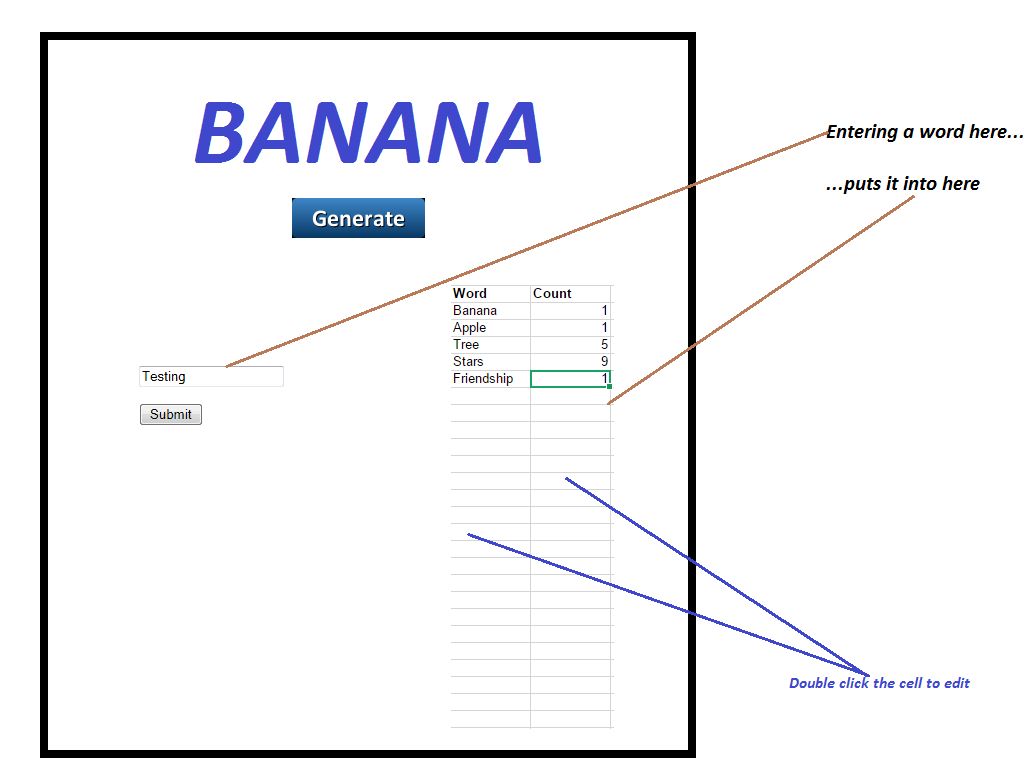 BANANA
Entering a word here...
...puts it into here
Generate
Word Count
Banana 1
Apple 1
Tree 5
Stars 9
Friendship 1
Testing
Submit
Double click the cell to edit